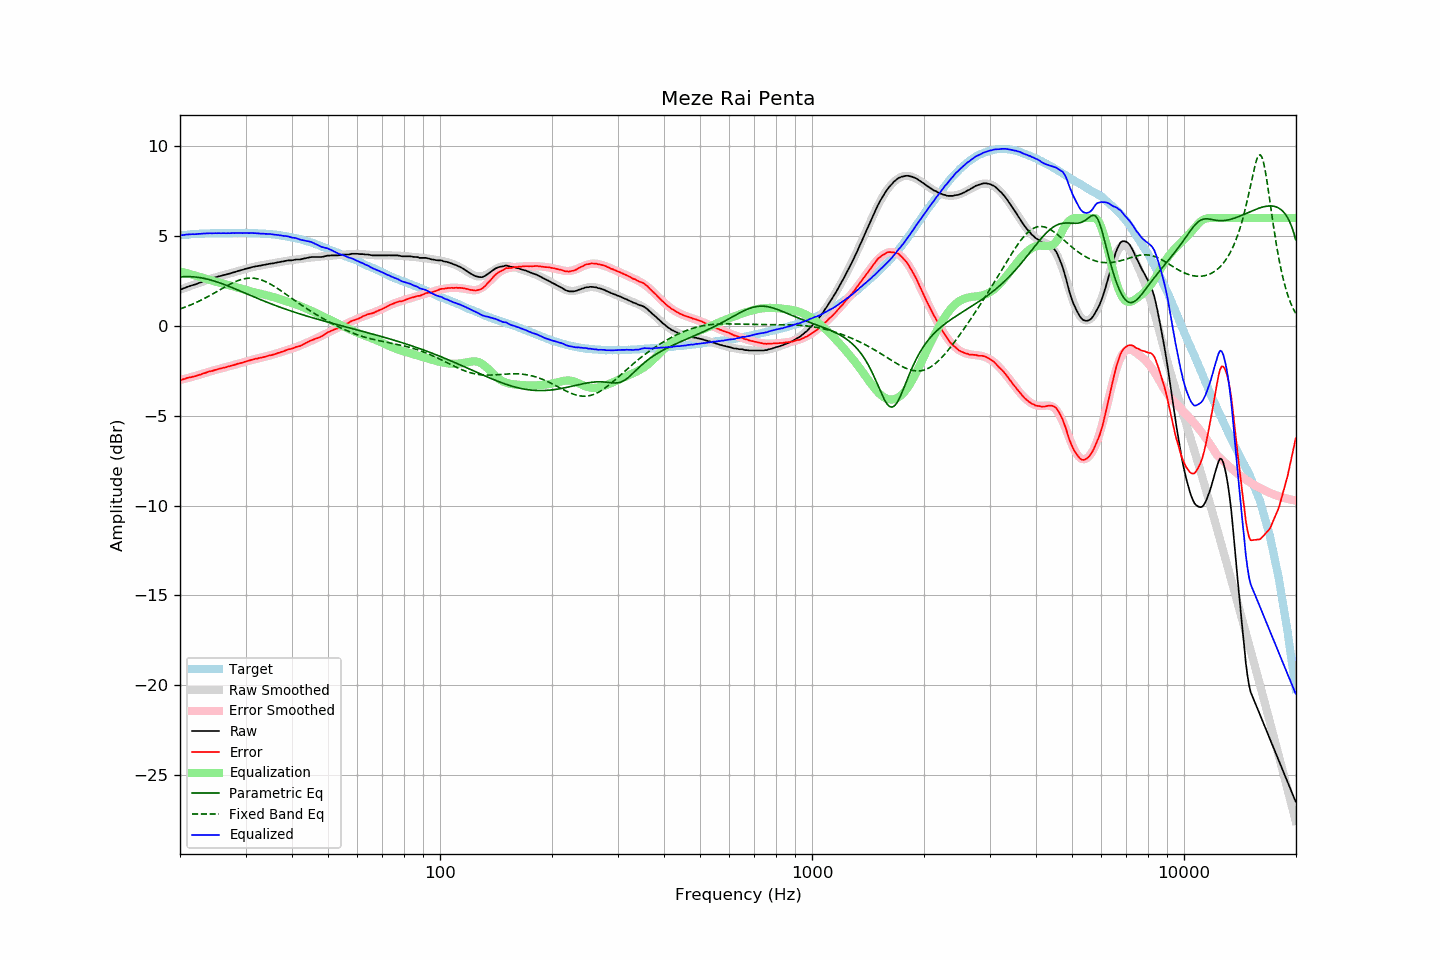 Meze Rai Penta
Amplitude (dBr)
10
5
0
−5
−10
−15
−20
−25
Target
Raw Smoothed
Error Smoothed
Raw
Error
Equalization
Parametric Eq
Fixed Band Eq
Equalized
100 1000 10000
Frequency (Hz)